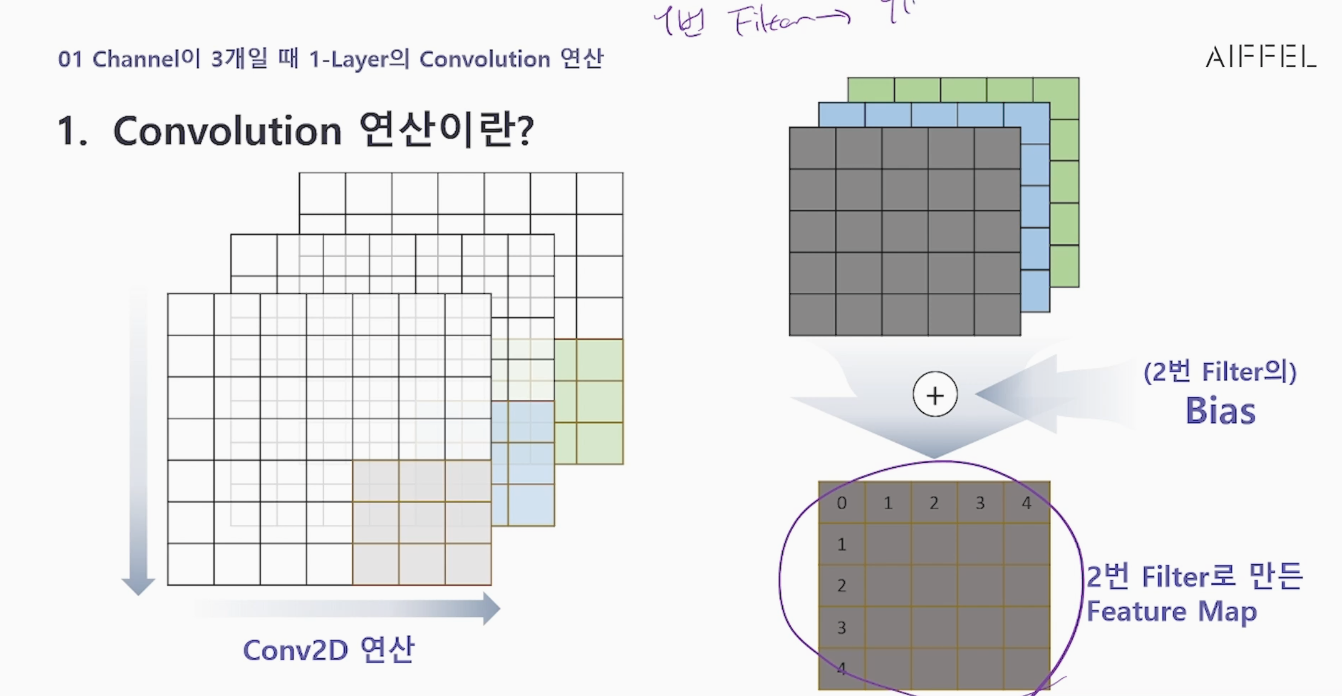 1번 Filter→
01 Channel이 3개일 때 1-Layer의 Convolution 연산
AIFFEL
1. Convolution 연산이란?
+
(2번 Filter의)
Bias
0 1 2 3 4
1
2
3
4
2번 Filter로 만든
Feature Map
Conv2D 연산